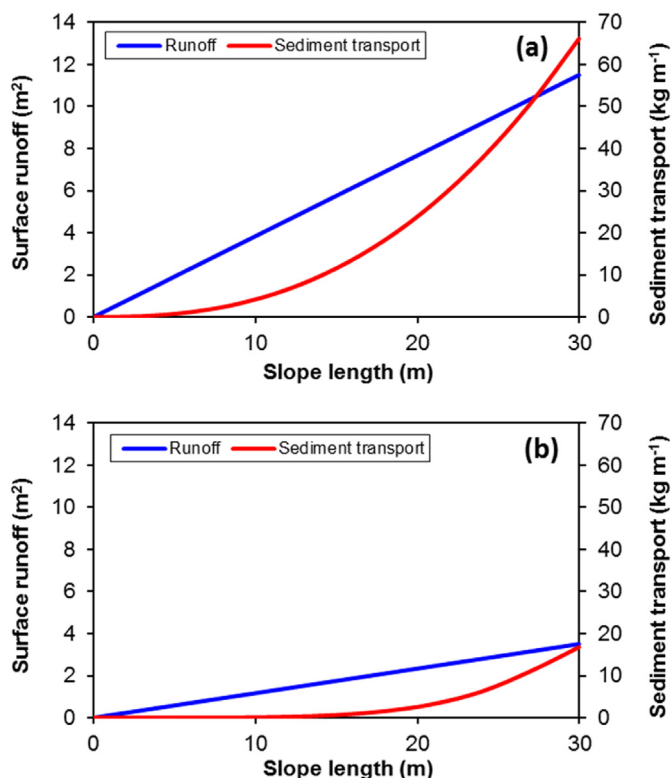 14
12
10
8
6
4
2
0
Surface runoff (m²)
Runoff Sediment transport
(a)
70
60
50
40
30
20
10
0
Sediment transport (kg m⁻¹)
0 10 20 30
Slope length (m)
14
12
10
8
6
4
2
0
Surface runoff (m²)
Runoff Sediment transport
(b)
70
60
50
40
30
20
10
0
Sediment transport (kg m⁻¹)
0 10 20 30
Slope length (m)